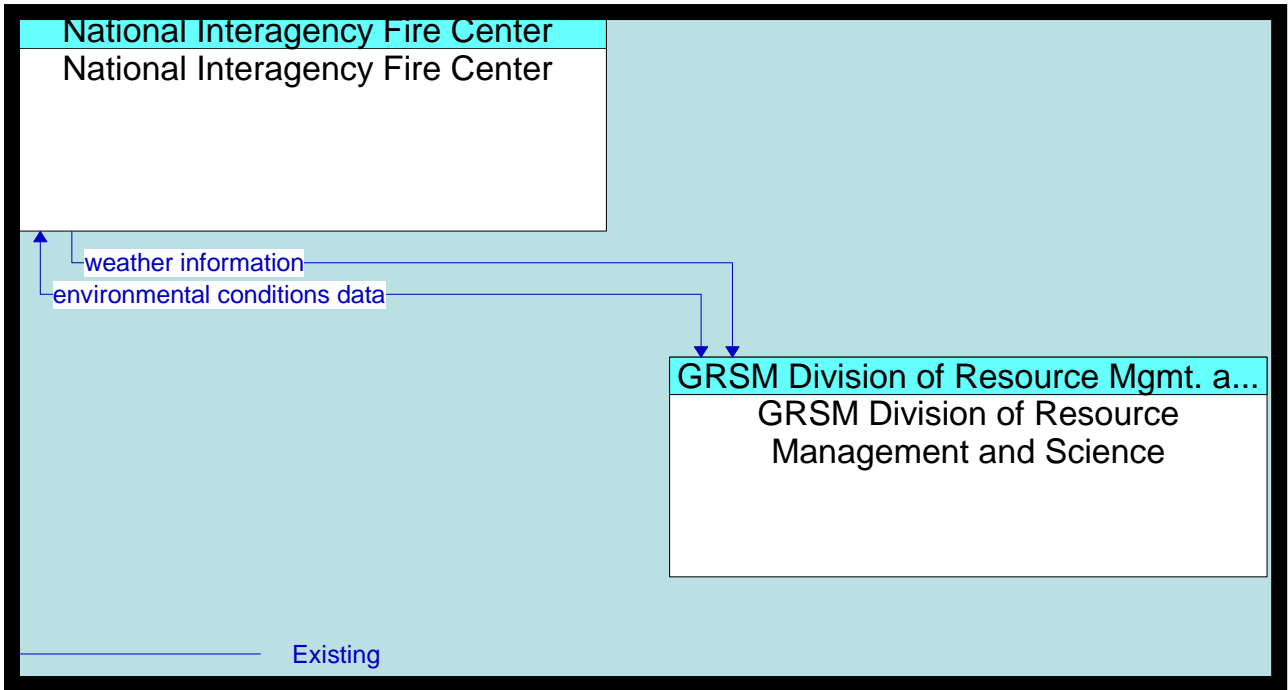 National Interagency Fire Center
National Interagency Fire Center
weather information
environmental conditions data
GRSM Division of Resource Mgmt. a...
GRSM Division of Resource
Management and Science
Existing